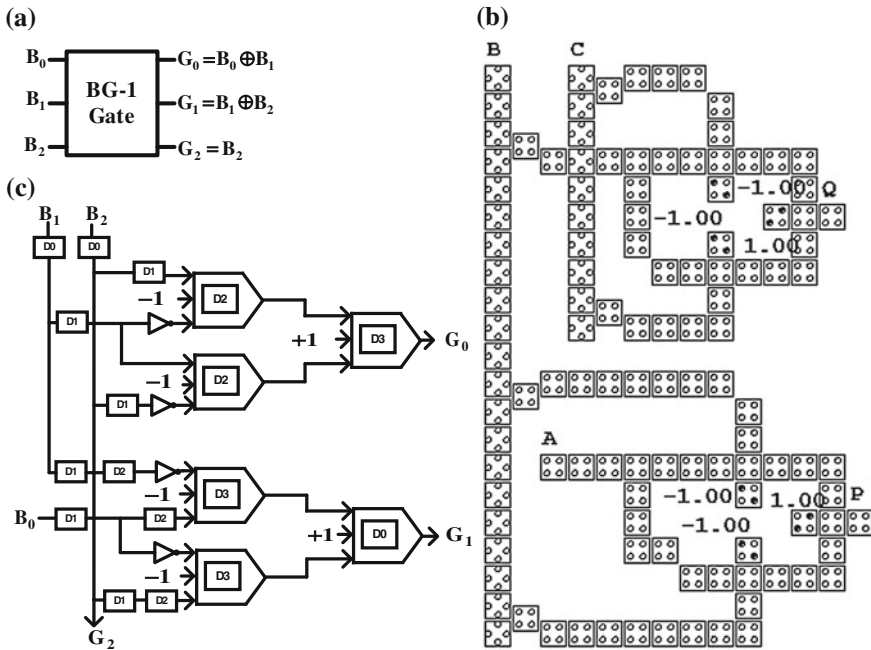 (a)
B₀
B₁
B₂
BG-1
Gate
G₀=B₀⊕B₁
G₁=B₁⊕B₂
G₂=B₂
(b)
B
C
-1.00
Q
-1.00
1.00
A
-1.00
1.00
P
-1.00
(c)
B₁
B₂
D0
D0
D1
−1
D2
D1
+1
D3
G₀
D2
−1
D1
D1
D2
−1
D3
B₀
D1
D2
+1
D0
G₁
−1
D3
D1
D2
G₂